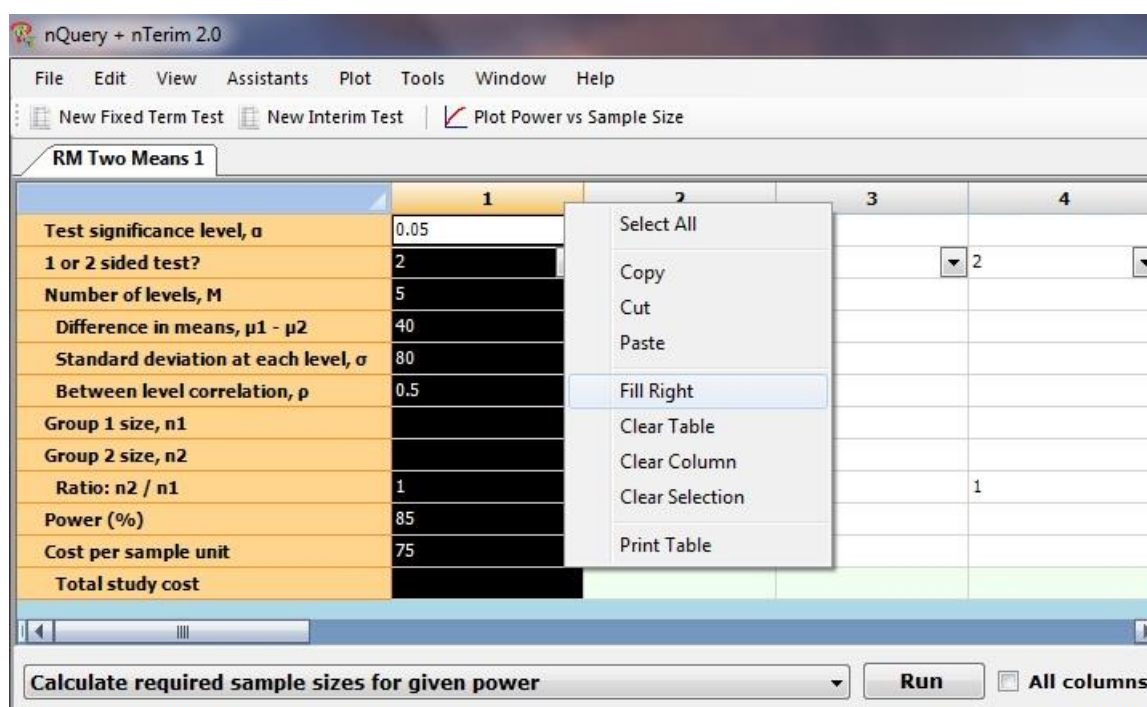 nQuery + nTerim 2.0
File Edit View Assistants Plot Tools Window Help
New Fixed Term Test New Interim Test Plot Power vs Sample Size
RM Two Means 1
1 2 3 4
Test significance level, α 0.05
1 or 2 sided test? 2 2
Number of levels, M 5
Difference in means, μ1 - μ2 40
Standard deviation at each level, σ 80
Between level correlation, ρ 0.5
Group 1 size, n1
Group 2 size, n2
Ratio: n2 / n1 1 1
Power (%) 85
Cost per sample unit 75
Total study cost
Select All
Copy
Cut
Paste
Fill Right
Clear Table
Clear Column
Clear Selection
Print Table
Calculate required sample sizes for given power Run All columns